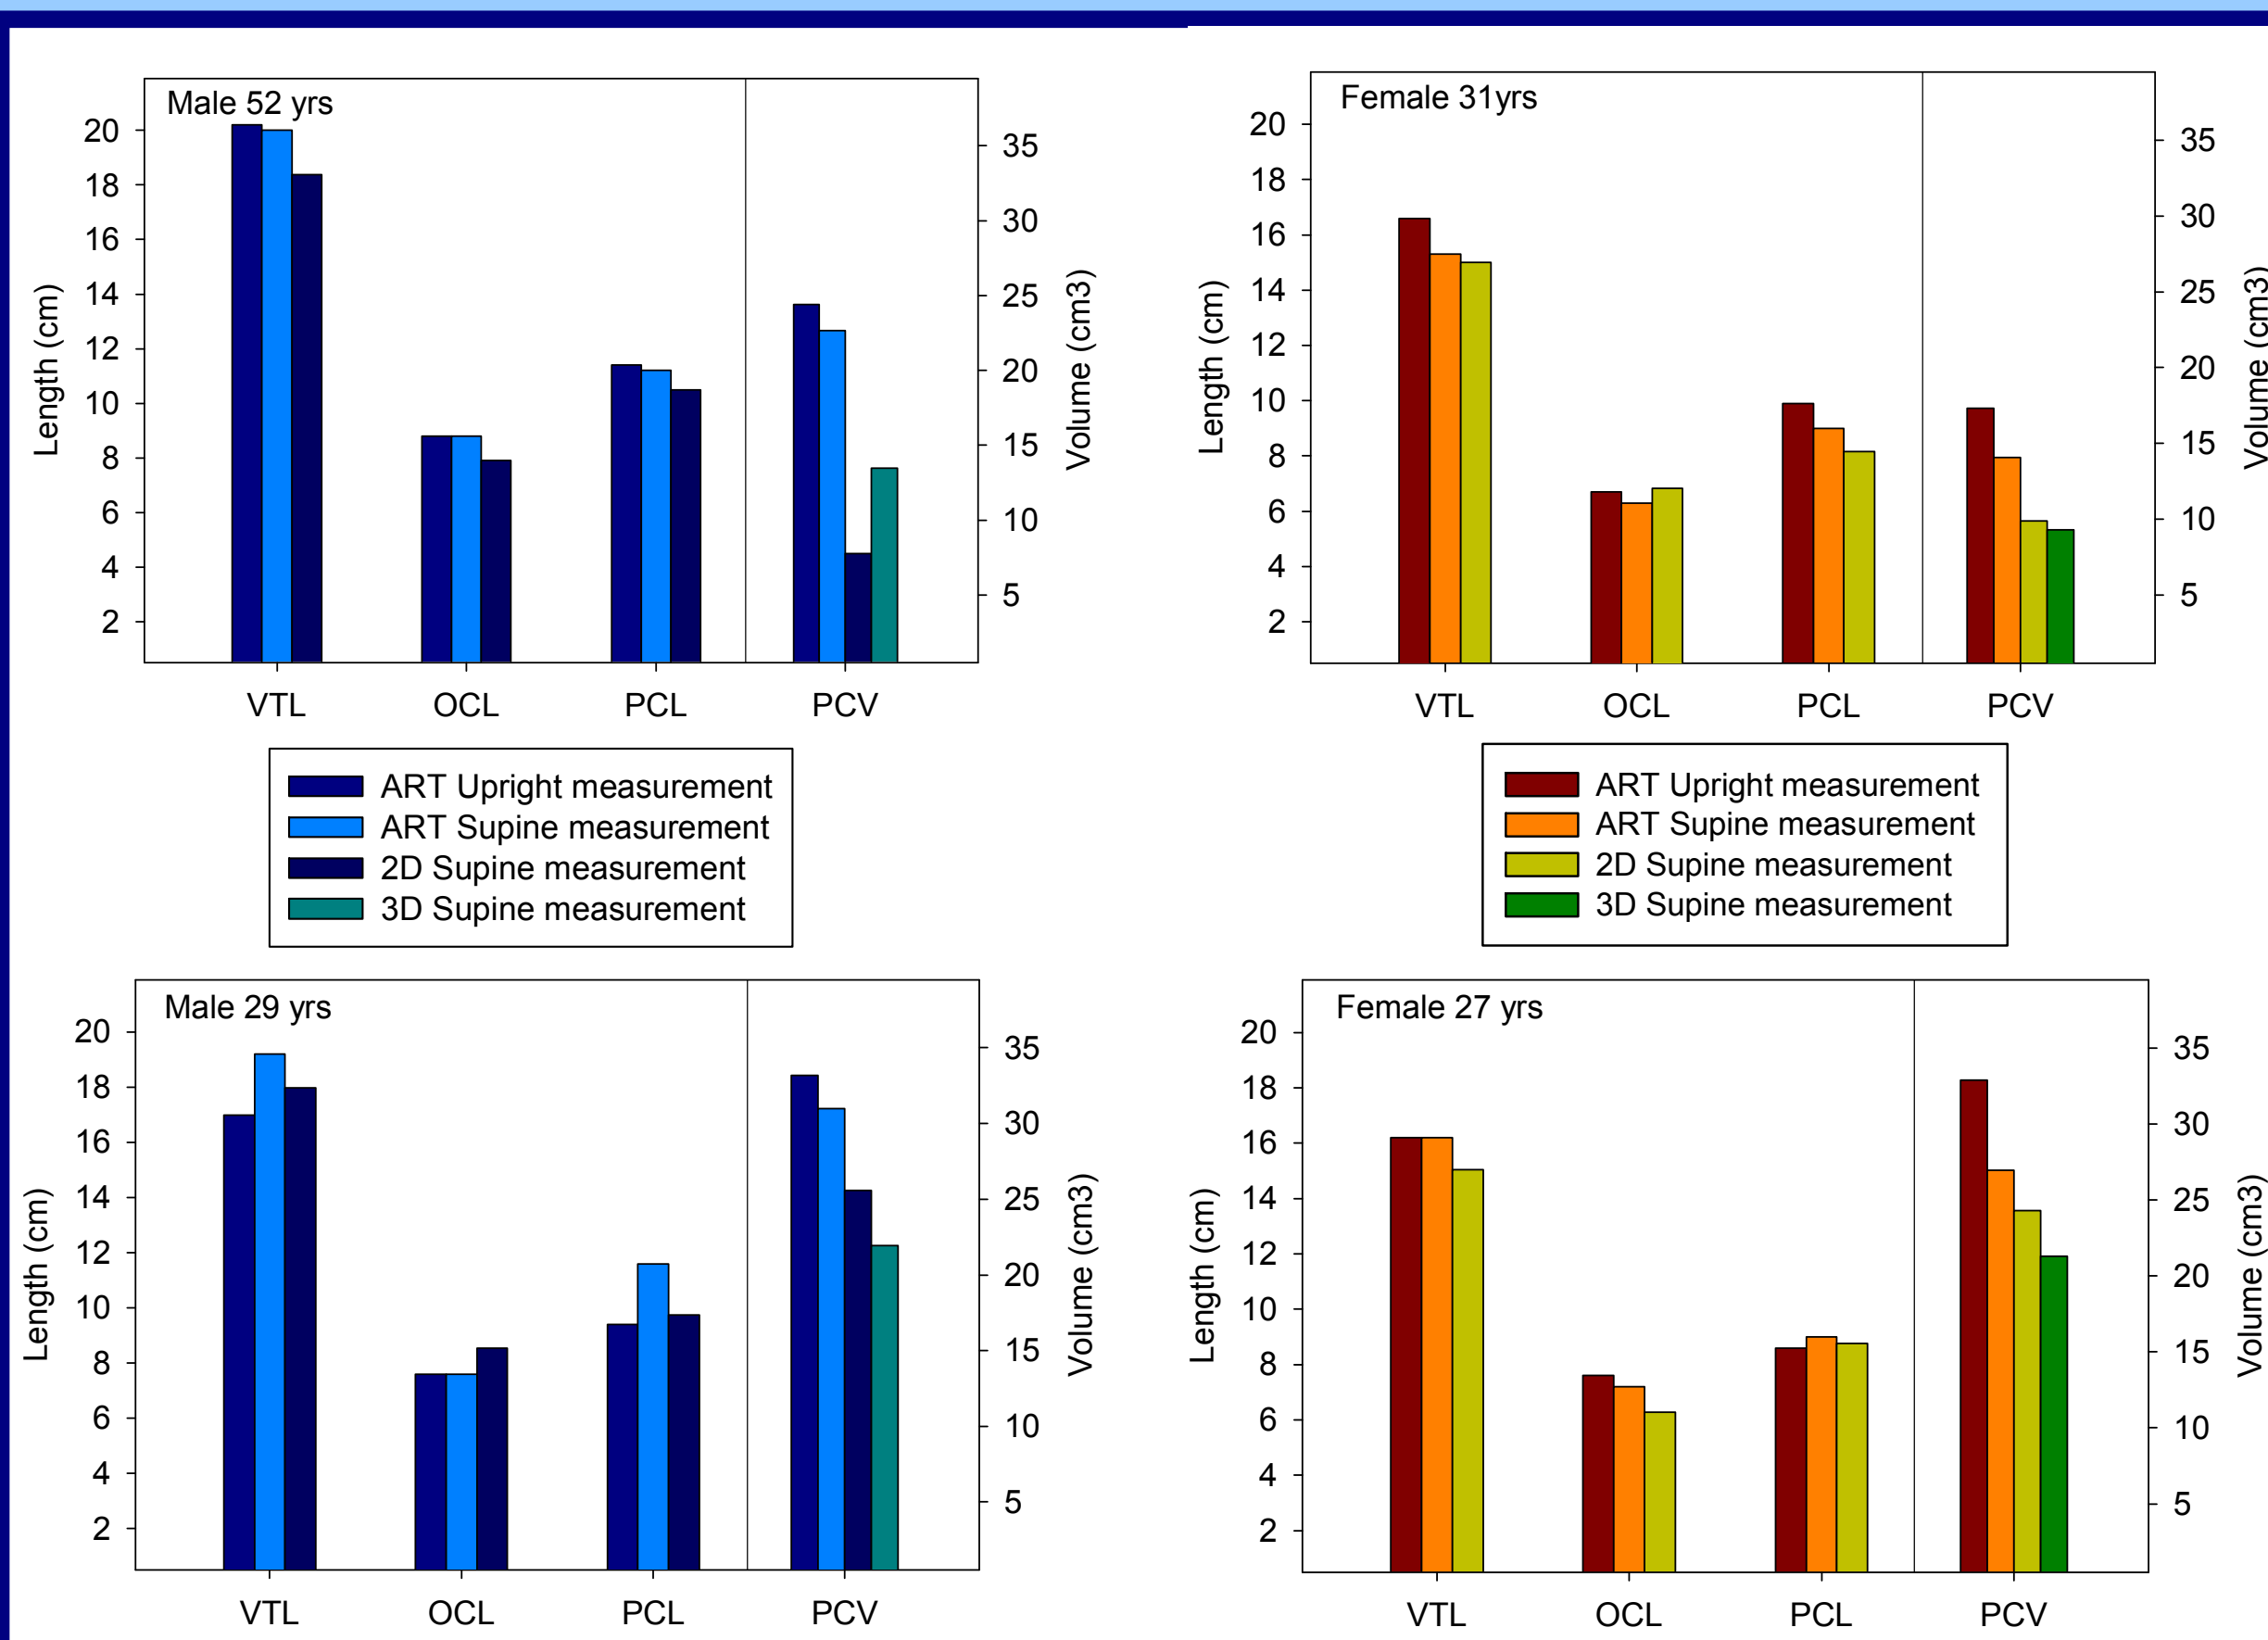 Male 52 yrs
20
18
16
14
12
10
8
6
4
2
Length (cm)
35
30
25
20
15
10
5
Volume (cm3)
VTL OCL PCL PCV
ART Upright measurement
ART Supine measurement
2D Supine measurement
3D Supine measurement
Female 31yrs
20
18
16
14
12
10
8
6
4
2
Length (cm)
35
30
25
20
15
10
5
Volume (cm3)
VTL OCL PCL PCV
ART Upright measurement
ART Supine measurement
2D Supine measurement
3D Supine measurement
Male 29 yrs
20
18
16
14
12
10
8
6
4
2
Length (cm)
35
30
25
20
15
10
5
Volume (cm3)
VTL OCL PCL PCV
Female 27 yrs
20
18
16
14
12
10
8
6
4
2
Length (cm)
35
30
25
20
15
10
5
Volume (cm3)
VTL OCL PCL PCV